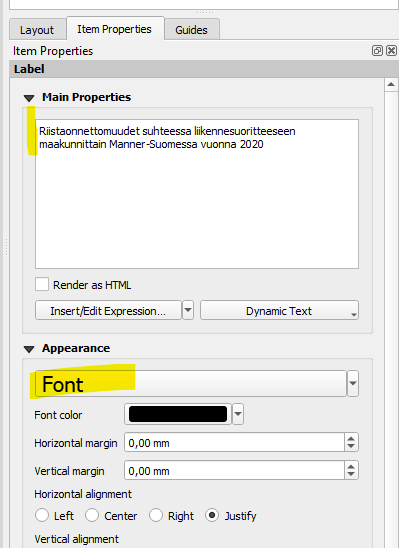 Layout
Item Properties
Guides
Item Properties
Label
Main Properties
Riistaonnettomuudet suhteessa liikennesuoritteeseen
maakunnittain Manner-Suomessa vuonna 2020
Render as HTML
Insert/Edit Expression...
Dynamic Text
Appearance
Font
Font color
Horizontal margin 0,00 mm
Vertical margin 0,00 mm
Horizontal alignment
Left Center Right Justify
Vertical alignment